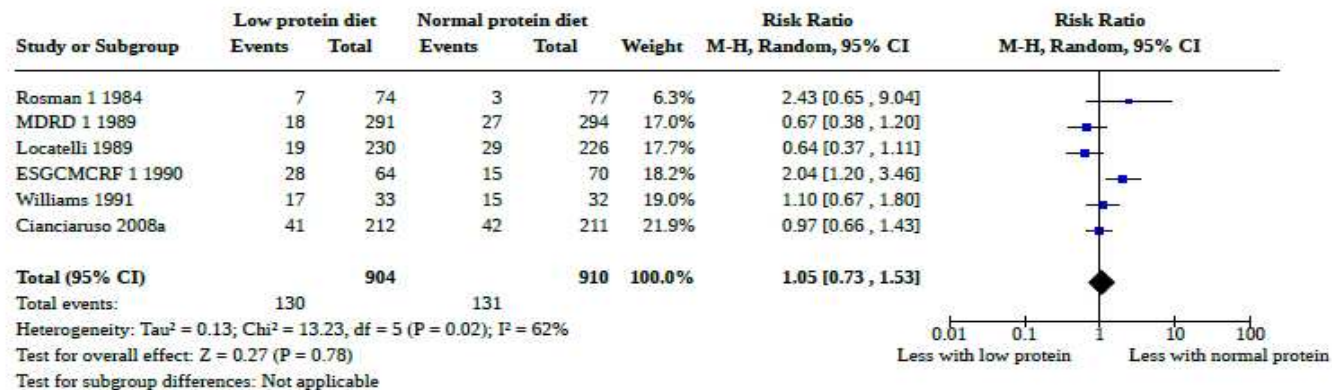 Low protein diet Normal protein diet Risk Ratio Risk Ratio
Study or Subgroup Events Total Events Total Weight M-H, Random, 95% CI M-H, Random, 95% CI
Rosman 1 1984 7 74 3 77 6.3% 2.43 [0.65 , 9.04]
MDRD 1 1989 18 291 27 294 17.0% 0.67 [0.38 , 1.20]
Locatelli 1989 19 230 29 226 17.7% 0.64 [0.37 , 1.11]
ESGCMCRF 1 1990 28 64 15 70 18.2% 2.04 [1.20 , 3.46]
Williams 1991 17 33 15 32 19.0% 1.10 [0.67 , 1.80]
Cianciaruso 2008a 41 212 42 211 21.9% 0.97 [0.66 , 1.43]
Total (95% CI) 904 910 100.0% 1.05 [0.73 , 1.53]
Total events: 130 131
Heterogeneity: Tau² = 0.13; Chi² = 13.23, df = 5 (P = 0.02); I² = 62%
0.01 0.1 1 10 100
Test for overall effect: Z = 0.27 (P = 0.78) Less with low protein Less with normal protein
Test for subgroup differences: Not applicable